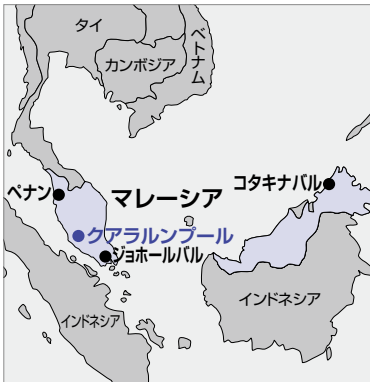 タイ
カンボジア
ベトナム
ペナン
マレーシア
コタキナバル
クアラルンプール
ジョホールバル
インドネシア
インドネシア